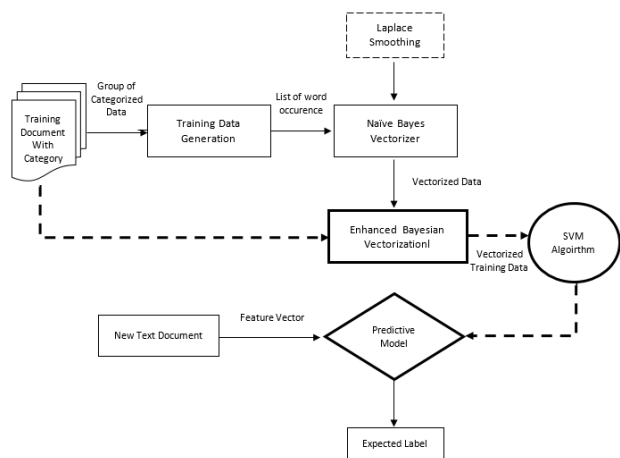 Laplace
Smoothing
Group of
Categorized
Data
List of word
occurence
Training
Document
With
Category
Training Data
Generation
Naïve Bayes
Vectorizer
Vectorized Data
Enhanced Bayesian
Vectorizationl
Vectorized
Training Data
SVM
Algoirthm
New Text Document
Feature Vector
Predictive
Model
Expected Label